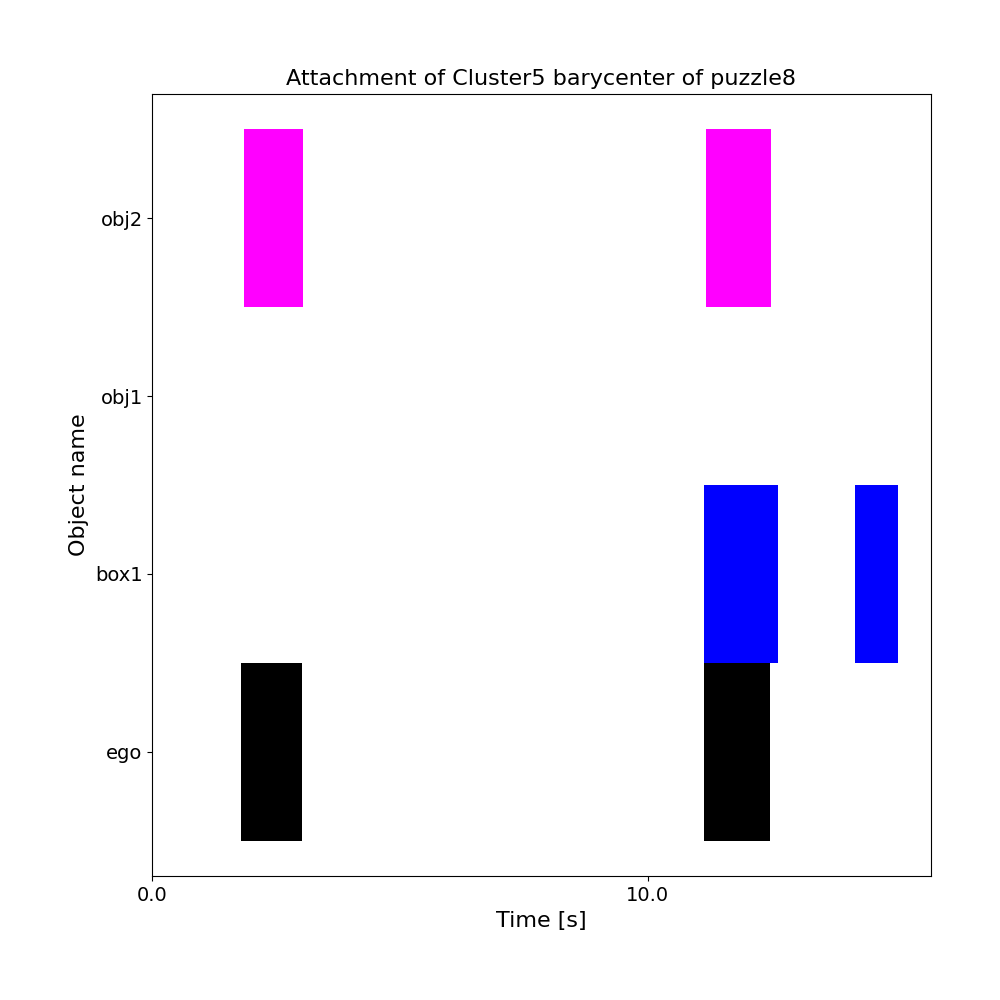 Attachment of Cluster5 barycenter of puzzle8
obj2
obj1
box1
ego
Object name
0.0
10.0
Time [s]